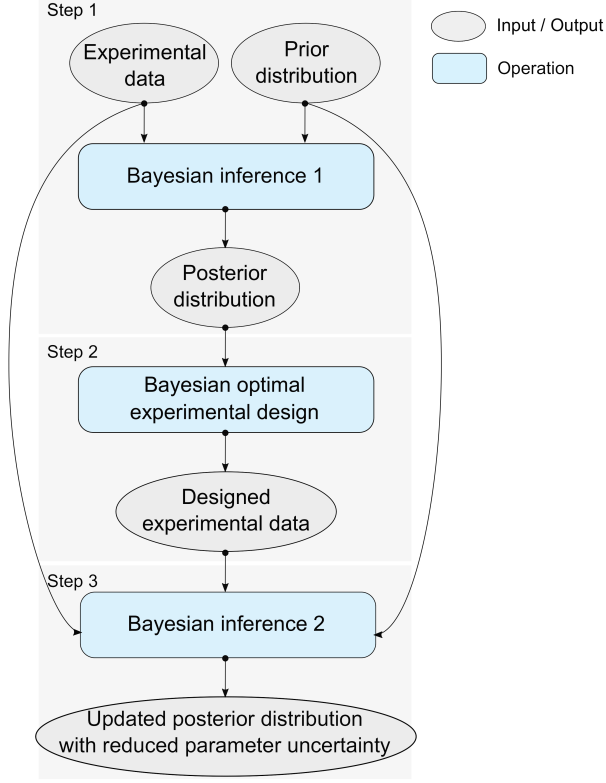 Step 1
Experimental
data
Prior
distribution
Input / Output
Operation
Bayesian inference 1
Posterior
distribution
Step 2
Bayesian optimal
experimental design
Designed
experimental data
Step 3
Bayesian inference 2
Updated posterior distribution
with reduced parameter uncertainty